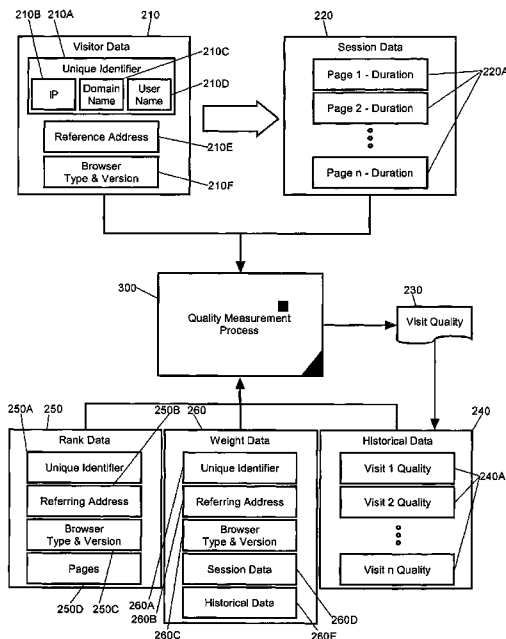 210A
210B
210
Visitor Data
210C
Unique Identifier
IP
Domain
Name
User
Name
210D
Reference Address
210E
Browser
Type & Version
210F
220
Session Data
Page 1 - Duration
220A
Page 2 - Duration
Page n - Duration
300
Quality Measurement
Process
230
Visit Quality
250A
250
250B
260
240
Rank Data
Unique Identifier
Referring Address
Browser
Type & Version
Pages
250D
250C
Weight Data
Unique Identifier
Referring Address
Browser
Type & Version
Session Data
Historical Data
260A
260B
260C
260D
260E
Historical Data
Visit 1 Quality
240A
Visit 2 Quality
Visit n Quality